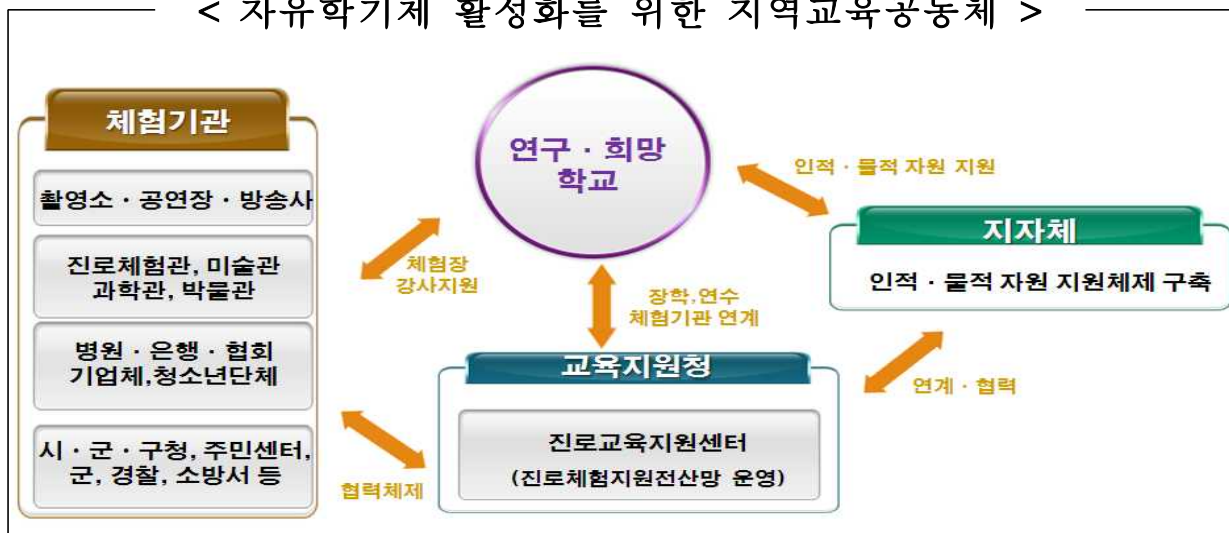 < 자유학기제 활성화를 위한 지역교육공동체 >
체험기관
촬영소 · 공연장 · 방송사
진로체험관, 미술관
과학관, 박물관
병원 · 은행 · 협회
기업체,청소년단체
시 · 군 · 구청, 주민센터,
군, 경찰, 소방서 등
연구 · 희망
학교
체험장
강사지원
인적 · 물적 자원 지원
지자체
인적 · 물적 자원 지원체제 구축
장학,연수
체험기관 연계
교육지원청
진로교육지원센터
(진로체험지원전산망 운영)
연계 · 협력
협력체제